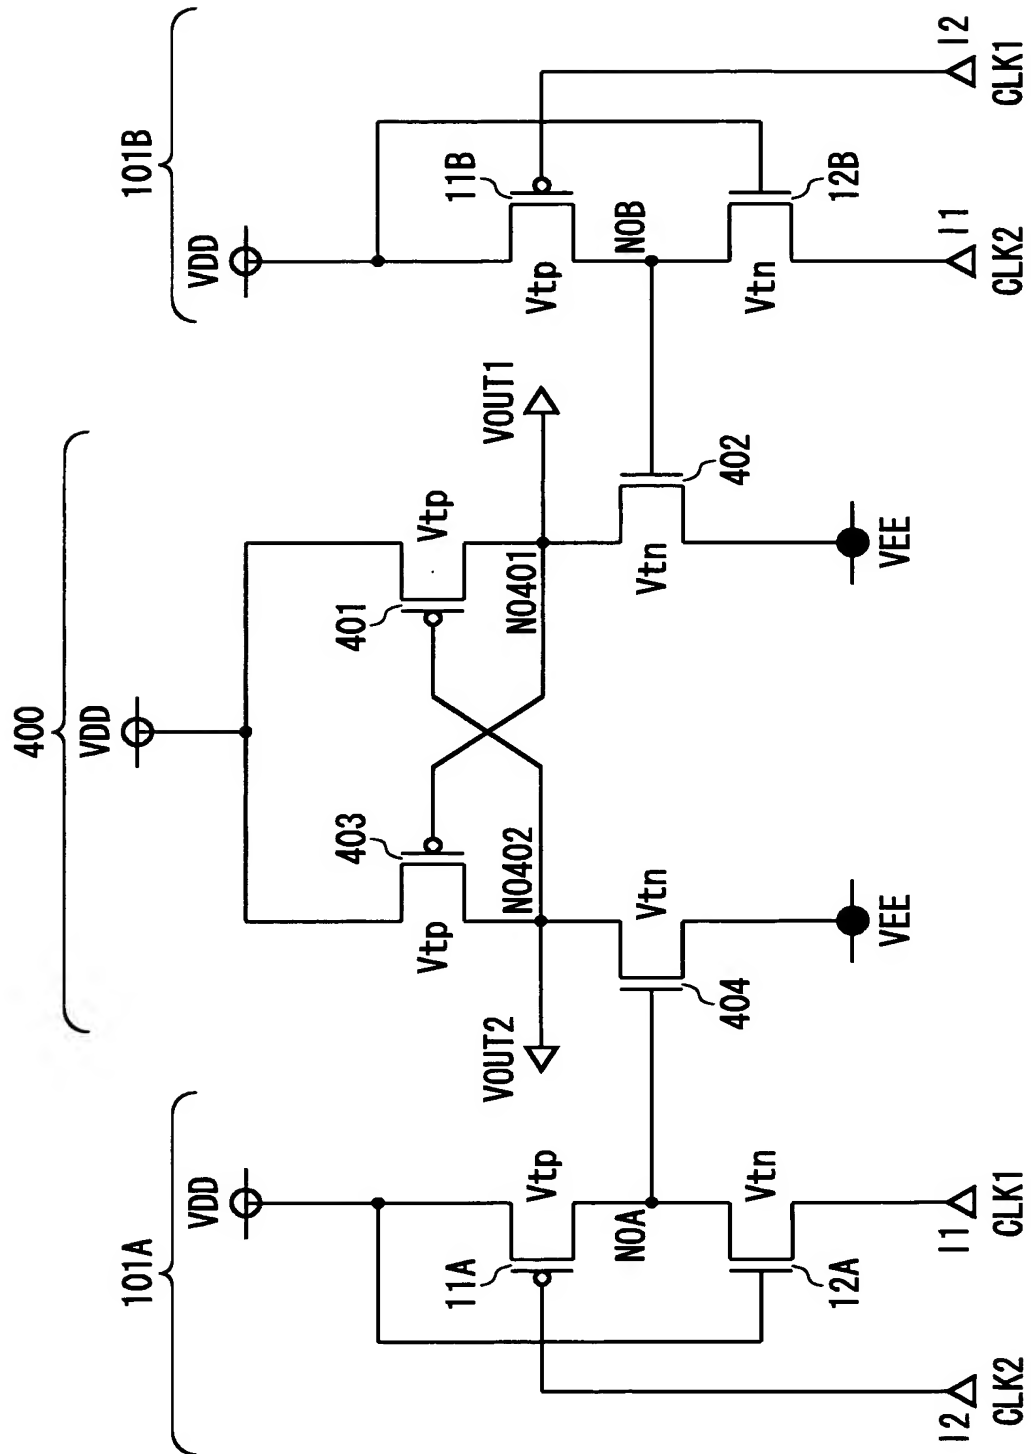 101A
400
101B
VDD
VDD
VDD
11A
Vtp
403
Vtp
401
Vtp
11B
Vtp
VOUT2
NO402
NO401
VOUT1
NOA
NOB
12A
Vtn
404
Vtn
Vtn
402
Vtn
12B
VEE
VEE
I2
CLK2
I1
CLK1
I1
CLK2
I2
CLK1